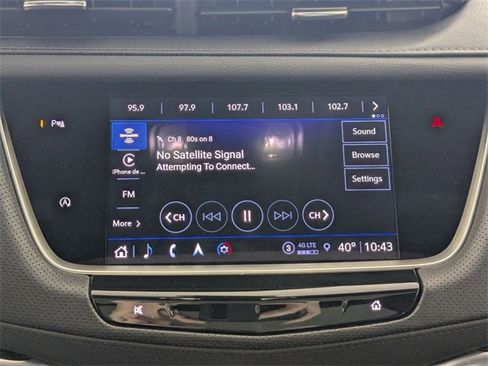 95.9 97.9 107.7 103.1 102.7
Ch 8 80s on 8
No Satellite Signal
Attempting To Connect...
Sound
Browse
Settings
iPhone de ...
FM
More
CH
CH
3 4G LTE 40° 10:43
P
A